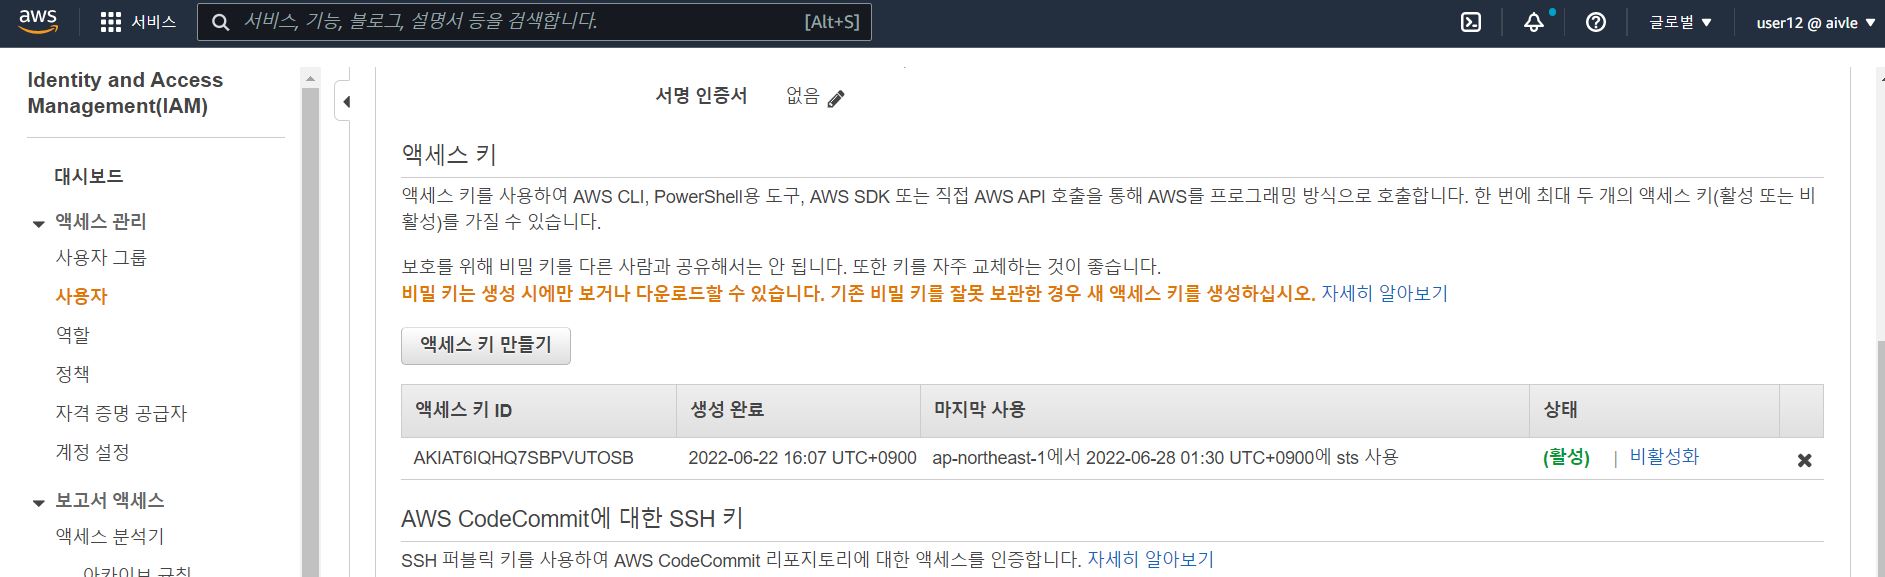 aws
서비스
서비스, 기능, 블로그, 설명서 등을 검색합니다.
[Alt+S]
글로벌 ▼
user12 @ aivle ▼
Identity and Access
Management(IAM)
대시보드
액세스 관리
사용자 그룹
사용자
역할
정책
자격 증명 공급자
계정 설정
보고서 액세스
액세스 분석기
아카이브 규칙
서명 인증서 없음
액세스 키
액세스 키를 사용하여 AWS CLI, PowerShell용 도구, AWS SDK 또는 직접 AWS API 호출을 통해 AWS를 프로그래밍 방식으로 호출합니다. 한 번에 최대 두 개의 액세스 키(활성 또는 비
활성)를 가질 수 있습니다.
보호를 위해 비밀 키를 다른 사람과 공유해서는 안 됩니다. 또한 키를 자주 교체하는 것이 좋습니다.
비밀 키는 생성 시에만 보거나 다운로드할 수 있습니다. 기존 비밀 키를 잘못 보관한 경우 새 액세스 키를 생성하십시오. 자세히 알아보기
액세스 키 만들기
액세스 키 ID 생성 완료 마지막 사용 상태
AKIAT6IQHQ7SBPVUTOSB 2022-06-22 16:07 UTC+0900 ap-northeast-1에서 2022-06-28 01:30 UTC+0900에 sts 사용 (활성) | 비활성화
AWS CodeCommit에 대한 SSH 키
SSH 퍼블릭 키를 사용하여 AWS CodeCommit 리포지토리에 대한 액세스를 인증합니다. 자세히 알아보기